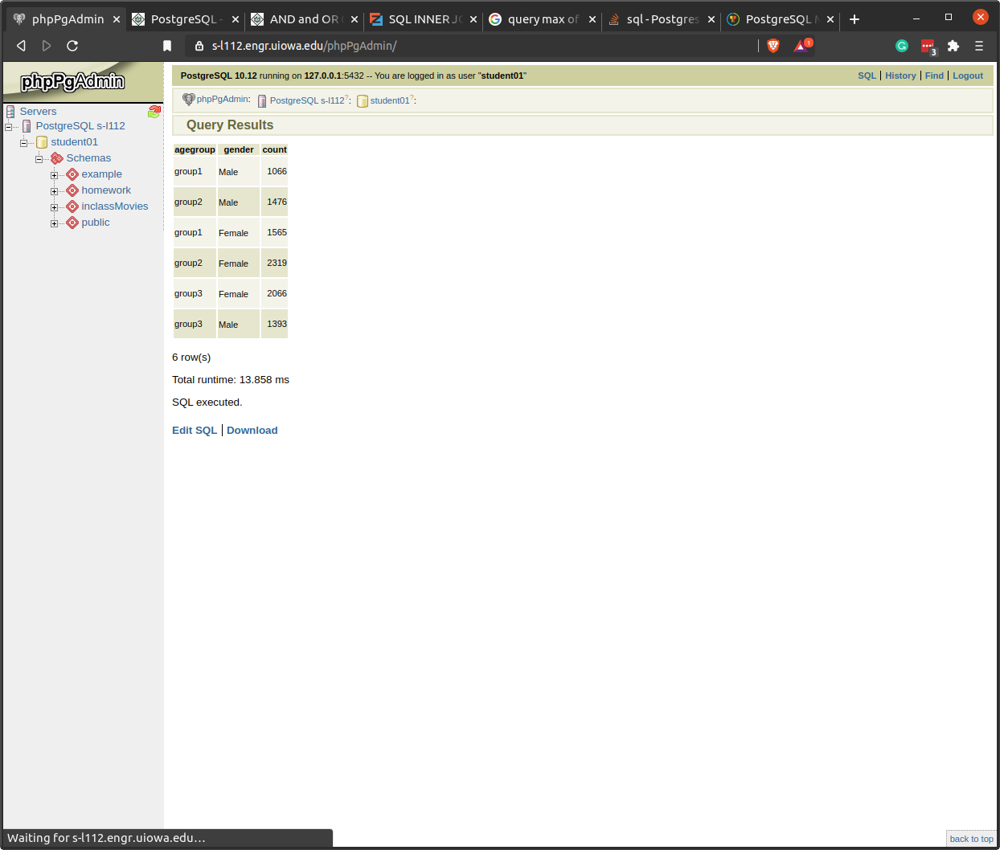 phpPgAdmin
PostgreSQL -
AND and OR
SQL INNER JO
query max of
sql - Postgres
PostgreSQL
s-l112.engr.uiowa.edu/phpPgAdmin/
1
3
phpPgAdmin
PostgreSQL 10.12 running on 127.0.0.1:5432 -- You are logged in as user "student01"
SQL | History | Find | Logout
phpPgAdmin: PostgreSQL s-l112?: student01?:
Servers
PostgreSQL s-l112
student01
Schemas
example
homework
inclassMovies
public
Query Results
agegroup gender count
group1 Male 1066
group2 Male 1476
group1 Female 1565
group2 Female 2319
group3 Female 2066
group3 Male 1393
6 row(s)
Total runtime: 13.858 ms
SQL executed.
Edit SQL | Download
Waiting for s-l112.engr.uiowa.edu…
back to top